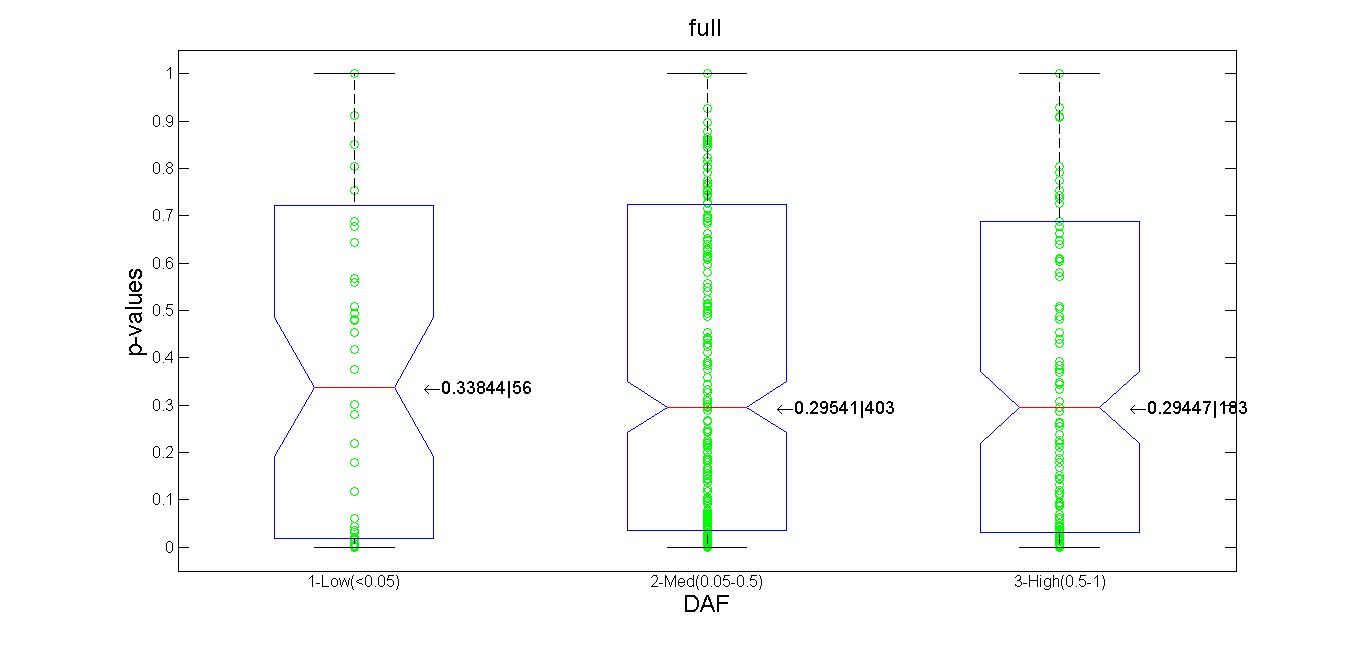 full
1
0.9
0.8
0.7
0.6
0.5
0.4
0.3
0.2
0.1
0
p-values
←0.33844|56
←0.29541|403
←0.29447|183
1-Low(<0.05)
2-Med(0.05-0.5)
3-High(0.5-1)
DAF